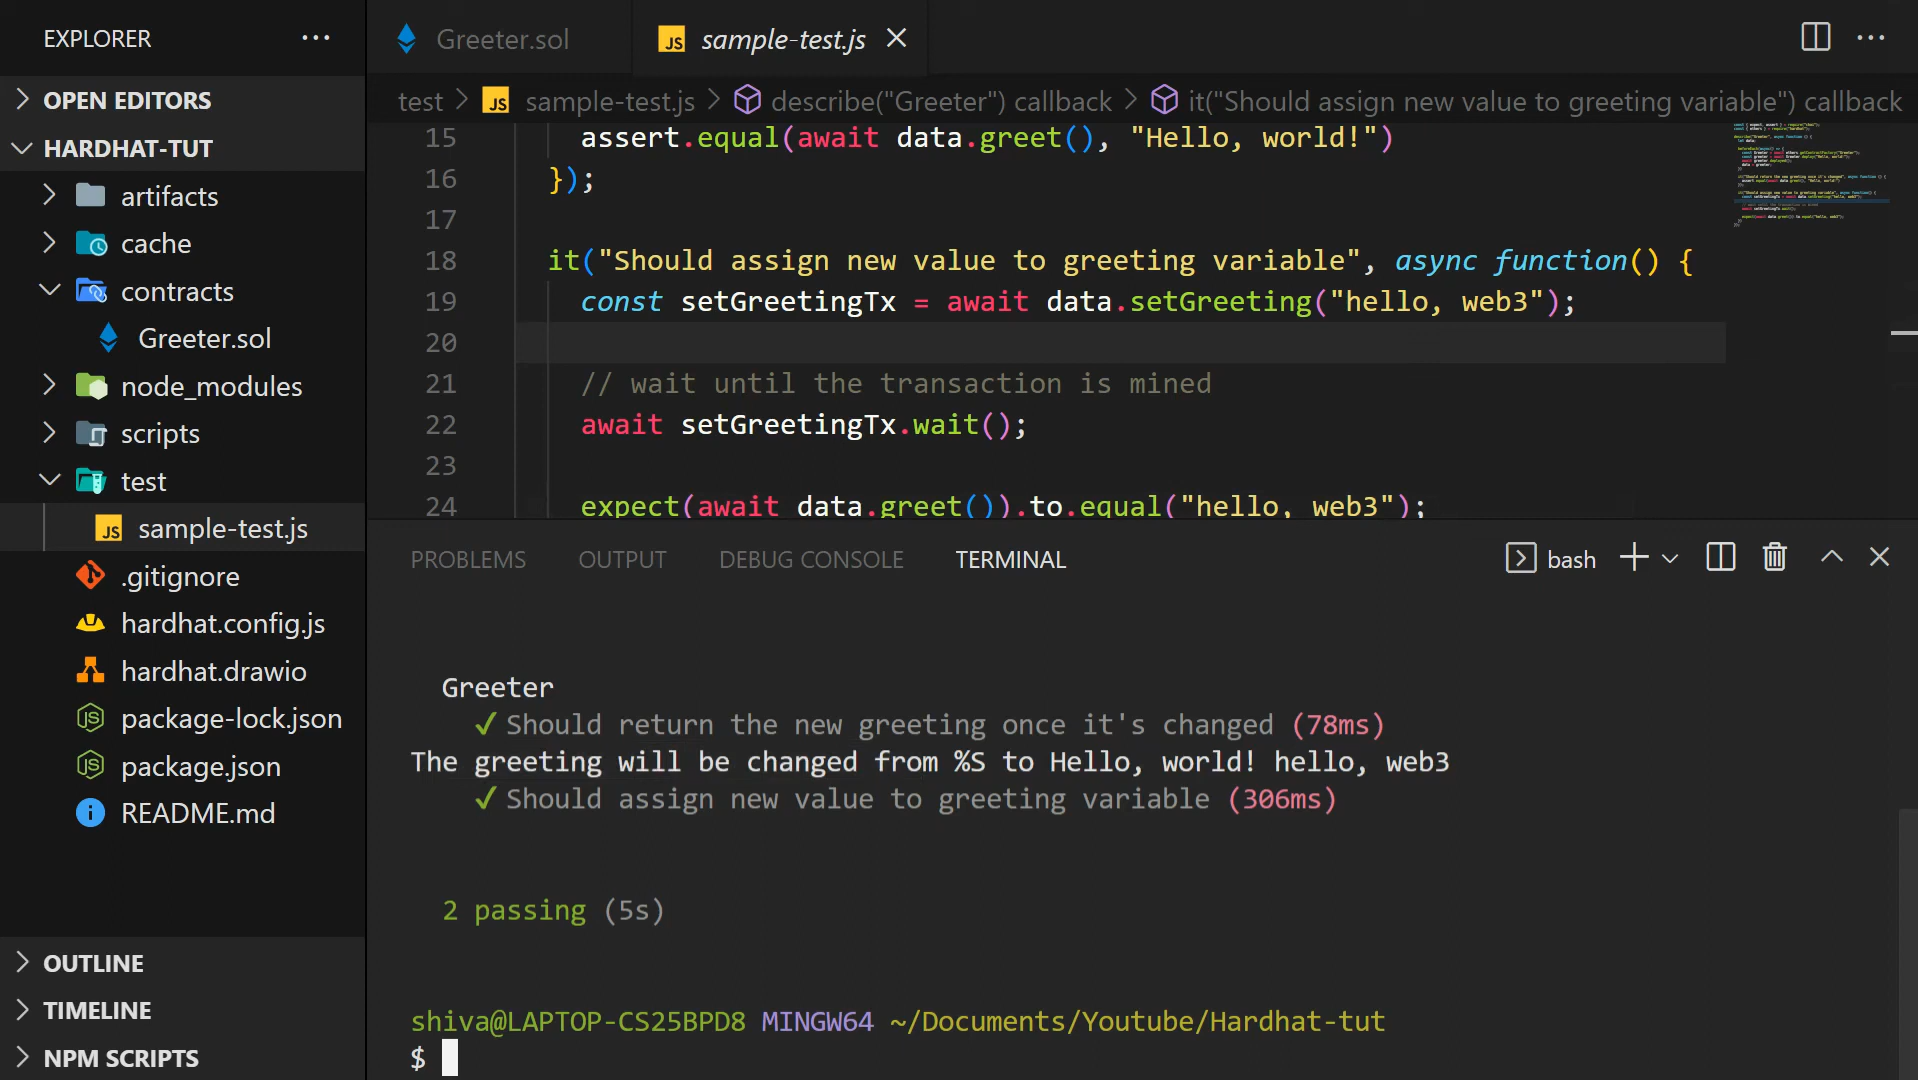 EXPLORER
OPEN EDITORS
HARDHAT-TUT
artifacts
cache
contracts
Greeter.sol
node_modules
scripts
test
sample-test.js
.gitignore
hardhat.config.js
hardhat.drawio
package-lock.json
package.json
README.md
OUTLINE
TIMELINE
NPM SCRIPTS
Greeter.sol
JS sample-test.js
test > JS sample-test.js > describe("Greeter") callback > it("Should assign new value to greeting variable") callback
15 assert.equal(await data.greet(), "Hello, world!")
16 });
17
18 it("Should assign new value to greeting variable", async function() {
19 const setGreetingTx = await data.setGreeting("hello, web3");
20
21 // wait until the transaction is mined
22 await setGreetingTx.wait();
23
24 expect(await data.greet()).to.equal("hello, web3");
PROBLEMS OUTPUT DEBUG CONSOLE TERMINAL bash
Greeter
✓ Should return the new greeting once it's changed (78ms)
The greeting will be changed from %S to Hello, world! hello, web3
✓ Should assign new value to greeting variable (306ms)
2 passing (5s)
shiva@LAPTOP-CS25BPD8 MINGW64 ~/Documents/Youtube/Hardhat-tut
$